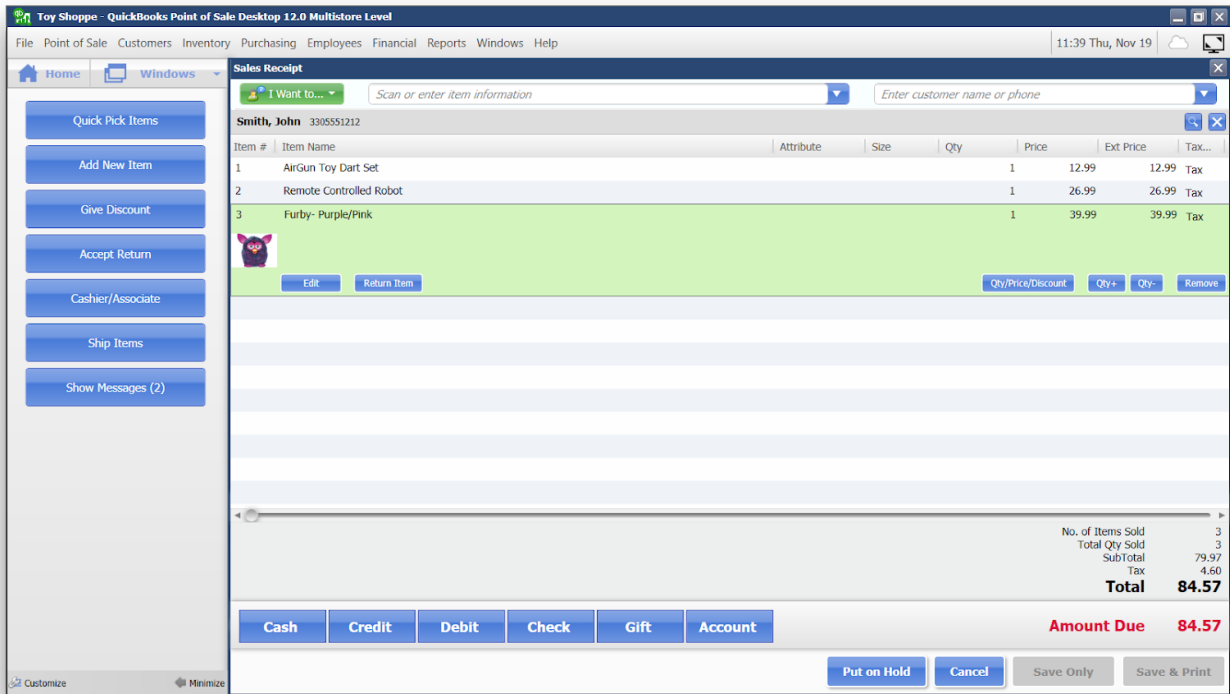 Toy Shoppe - QuickBooks Point of Sale Desktop 12.0 Multistore Level
File Point of Sale Customers Inventory Purchasing Employees Financial Reports Windows Help 11:39 Thu, Nov 19
Home Windows
Sales Receipt
I Want to... Scan or enter item information Enter customer name or phone
Smith, John 3305551212
Item # Item Name Attribute Size Qty Price Ext Price Tax...
1 AirGun Toy Dart Set 1 12.99 12.99 Tax
2 Remote Controlled Robot 1 26.99 26.99 Tax
3 Furby- Purple/Pink 1 39.99 39.99 Tax
Edit Return Item Qty/Price/Discount Qty+ Qty- Remove
Quick Pick Items
Add New Item
Give Discount
Accept Return
Cashier/Associate
Ship Items
Show Messages (2)
No. of Items Sold 3
Total Qty Sold 3
SubTotal 79.97
Tax 4.60
Total 84.57
Cash Credit Debit Check Gift Account Amount Due 84.57
Put on Hold Cancel Save Only Save & Print
Customize Minimize